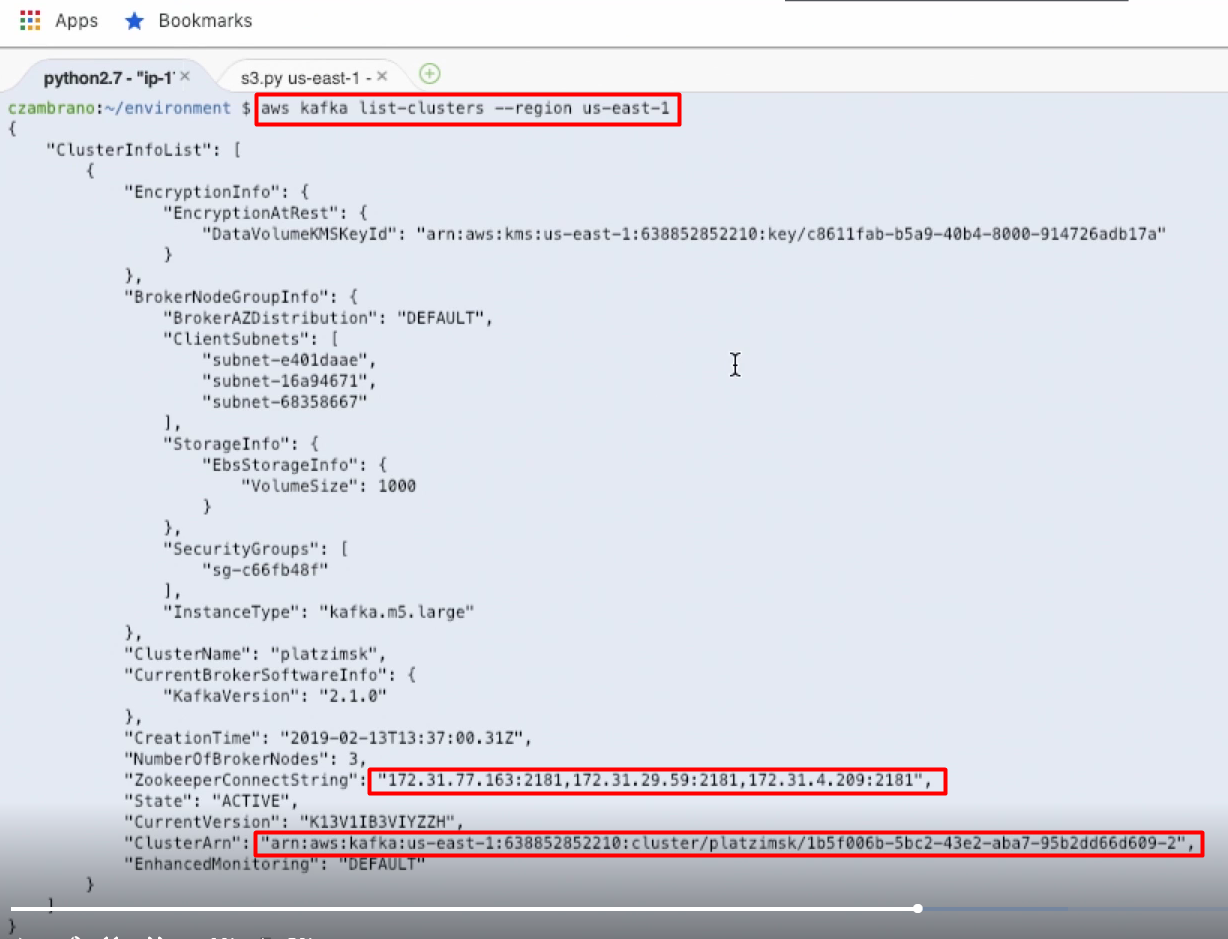 Apps Bookmarks
python2.7 - "ip-1 × s3.py us-east-1 - ×
czambrano:~/environment $ aws kafka list-clusters --region us-east-1
{
    "ClusterInfoList": [
        {
            "EncryptionInfo": {
                "EncryptionAtRest": {
                    "DataVolumeKMSKeyId": "arn:aws:kms:us-east-1:638852852210:key/c8611fab-b5a9-40b4-8000-914726adb17a"
                }
            },
            "BrokerNodeGroupInfo": {
                "BrokerAZDistribution": "DEFAULT",
                "ClientSubnets": [
                    "subnet-e401daae",
                    "subnet-16a94671",
                    "subnet-68358667"
                ],
                "StorageInfo": {
                    "EbsStorageInfo": {
                        "VolumeSize": 1000
                    }
                },
                "SecurityGroups": [
                    "sg-c66fb48f"
                ],
                "InstanceType": "kafka.m5.large"
            },
            "ClusterName": "platzimsk",
            "CurrentBrokerSoftwareInfo": {
                "KafkaVersion": "2.1.0"
            },
            "CreationTime": "2019-02-13T13:37:00.31Z",
            "NumberOfBrokerNodes": 3,
            "ZookeeperConnectString": "172.31.77.163:2181,172.31.29.59:2181,172.31.4.209:2181",
            "State": "ACTIVE",
            "CurrentVersion": "K13V1IB3VIYZZH",
            "ClusterArn": "arn:aws:kafka:us-east-1:638852852210:cluster/platzimsk/1b5f006b-5bc2-43e2-aba7-95b2dd66d609-2",
            "EnhancedMonitoring": "DEFAULT"
        }
    ]
}